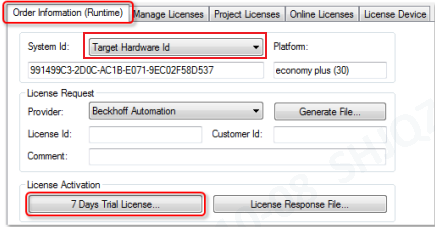 Order Information (Runtime) Manage Licenses Project Licenses Online Licenses License Device
System Id: Target Hardware Id Platform:
991499C3-2D0C-AC1B-E071-9EC02F58D537 economy plus (30)
License Request
Provider: Beckhoff Automation Generate File...
License Id: Customer Id:
Comment:
License Activation
7 Days Trial License... License Response File...